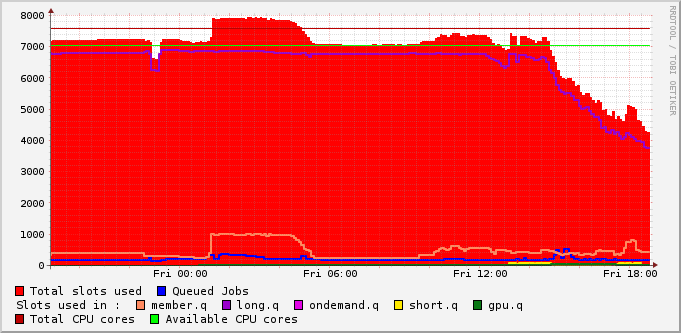 8000
7000
6000
5000
4000
3000
2000
1000
0
Fri 00:00 Fri 06:00 Fri 12:00 Fri 18:00
Total slots used Queued Jobs
Slots used in : member.q long.q ondemand.q short.q gpu.q
Total CPU cores Available CPU cores
RRDTOOL / TOBI OETIKER